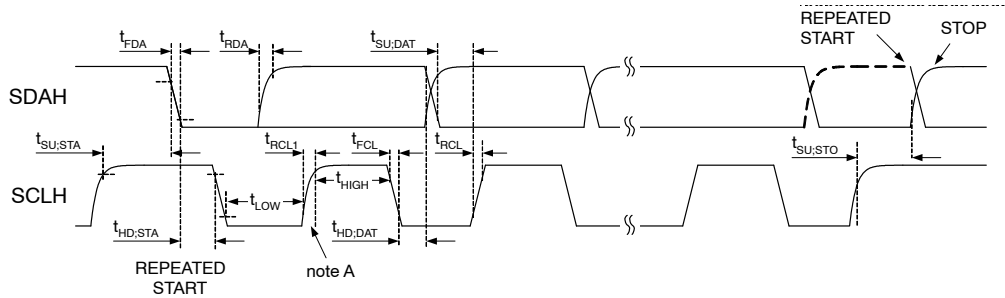 REPEATED
START
STOP
tFDA
tRDA
tSU;DAT
SDAH
tSU;STA
tRCL1
tFCL
tRCL
tSU;STO
tHIGH
SCLH
tLOW
tHD;STA
tHD;DAT
note A
REPEATED
START